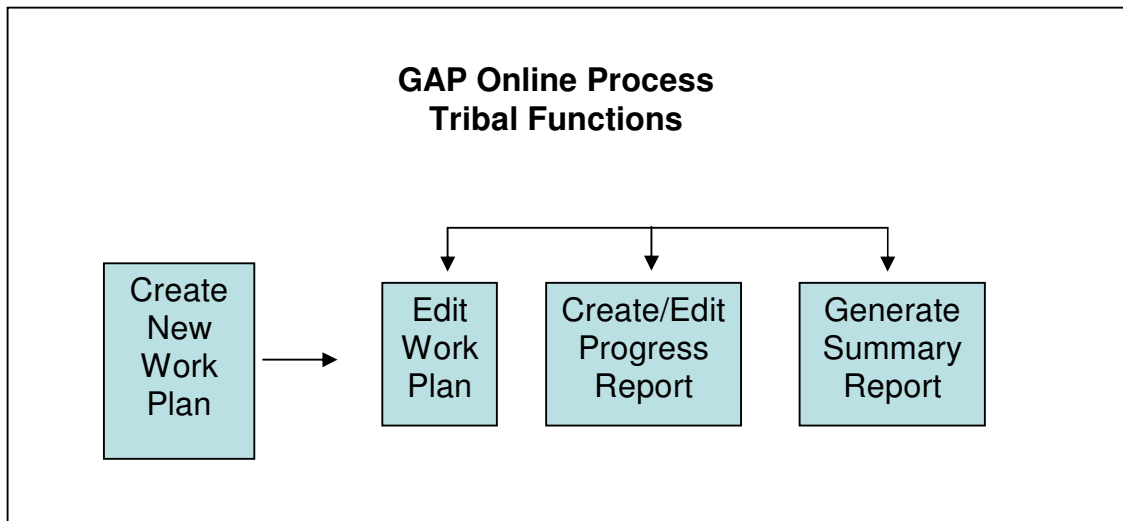 GAP Online Process
Tribal Functions
Create
New
Work
Plan
Edit
Work
Plan
Create/Edit
Progress
Report
Generate
Summary
Report